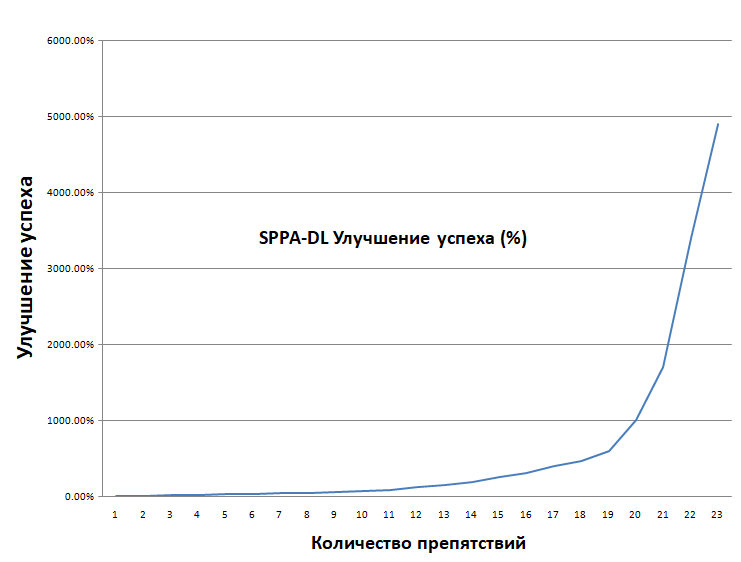 6000.00%
5000.00%
4000.00%
3000.00%
2000.00%
1000.00%
0.00%
Улучшение успеха
SPPA-DL Улучшение успеха (%)
1 2 3 4 5 6 7 8 9 10 11 12 13 14 15 16 17 18 19 20 21 22 23
Количество препятствий